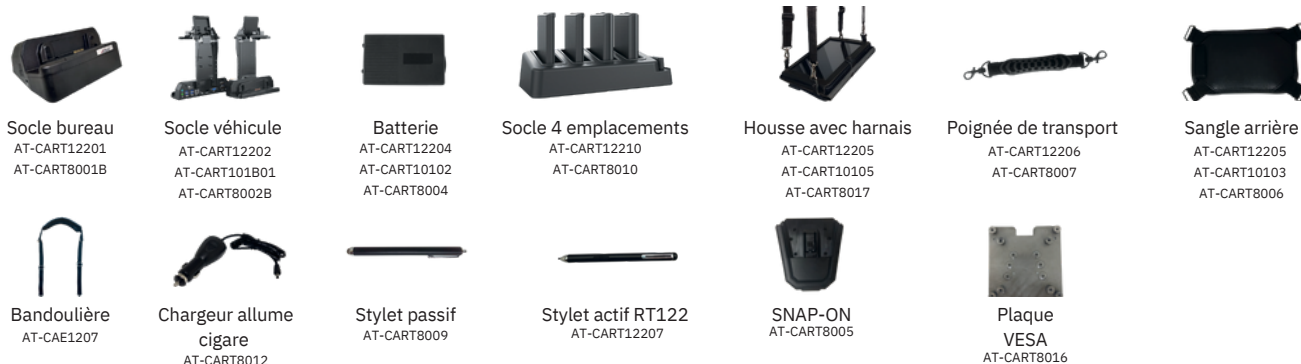 Socle bureau
AT-CART12201
AT-CART8001B
Socle véhicule
AT-CART12202
AT-CART101B01
AT-CART8002B
Batterie
AT-CART12204
AT-CART10102
AT-CART8004
Socle 4 emplacements
AT-CART12210
AT-CART8010
Housse avec harnais
AT-CART12205
AT-CART10105
AT-CART8017
Poignée de transport
AT-CART12206
AT-CART8007
Sangle arrière
AT-CART12205
AT-CART10103
AT-CART8006
Bandoulière
AT-CAE1207
Chargeur allume
cigare
AT-CART8012
Stylet passif
AT-CART8009
Stylet actif RT122
AT-CART12207
SNAP-ON
AT-CART8005
Plaque
VESA
AT-CART8016